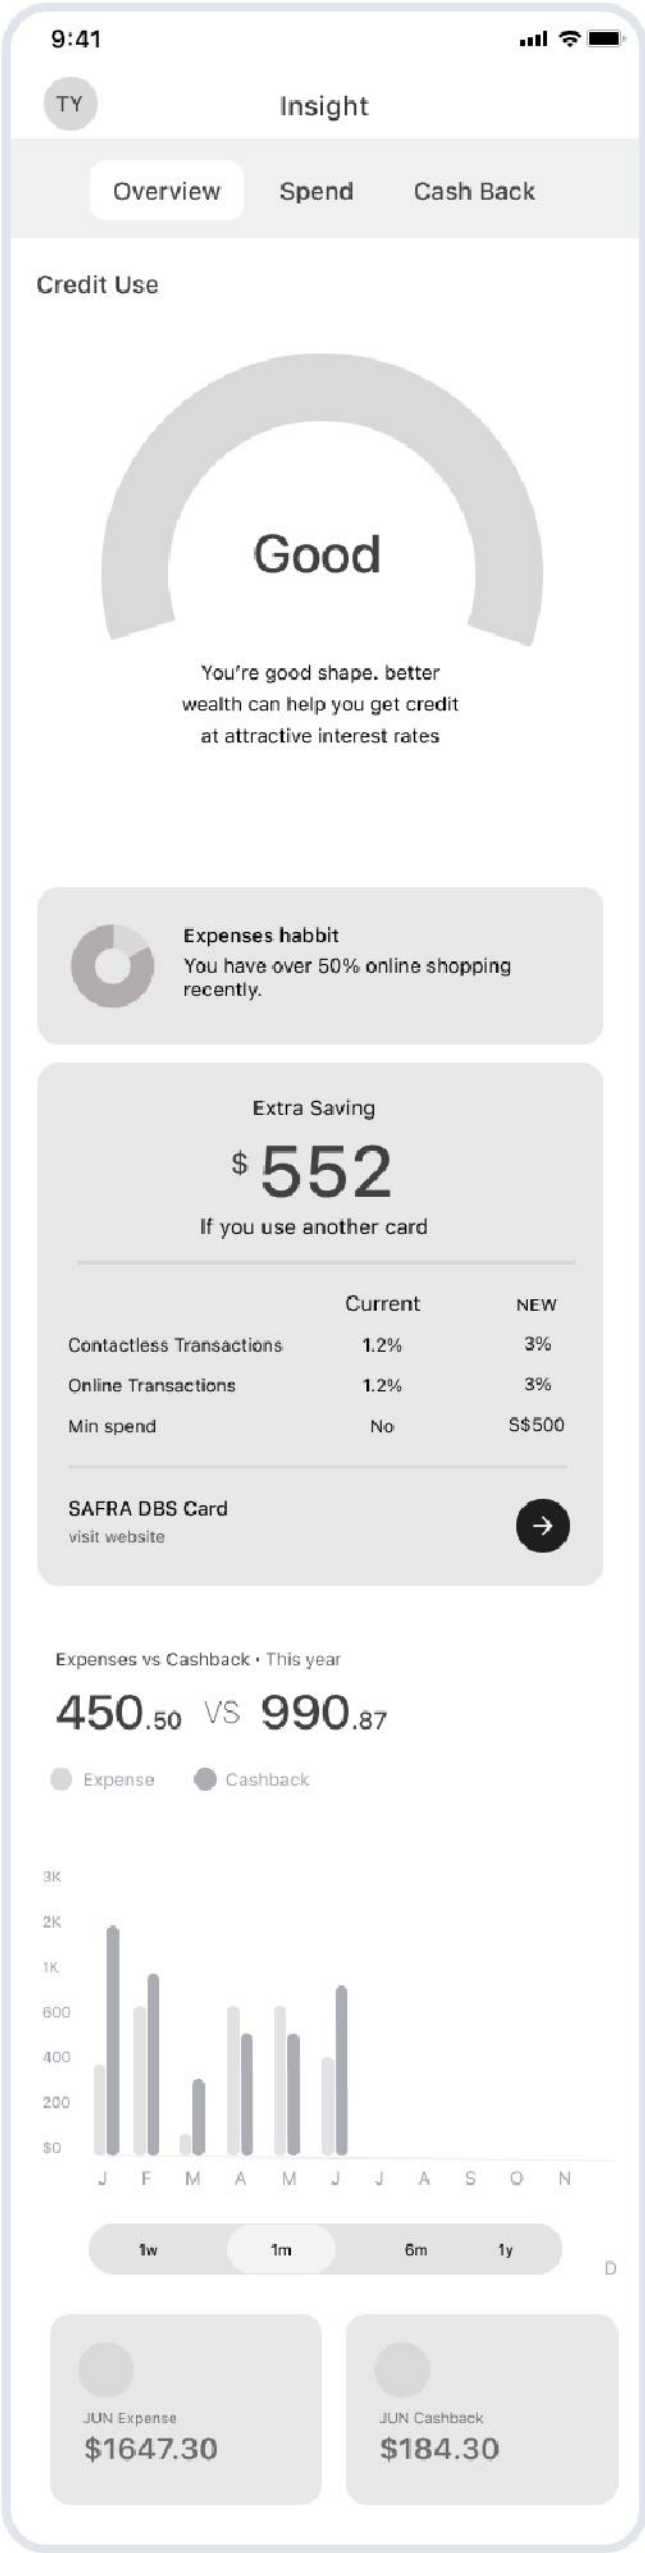 9:41
TY
Insight
Overview Spend Cash Back
Credit Use
Good
You're good shape. better
wealth can help you get credit
at attractive interest rates
Expenses habbit
You have over 50% online shopping
recently.
Extra Saving
$ 552
If you use another card
Current NEW
Contactless Transactions 1.2% 3%
Online Transactions 1.2% 3%
Min spend No S$500
SAFRA DBS Card
visit website
Expenses vs Cashback • This year
450.50 VS 990.87
Expense Cashback
3K
2K
1K
600
400
200
$0
J F M A M J J A S O N
1w 1m 6m 1y
D
JUN Expense
$1647.30
JUN Cashback
$184.30